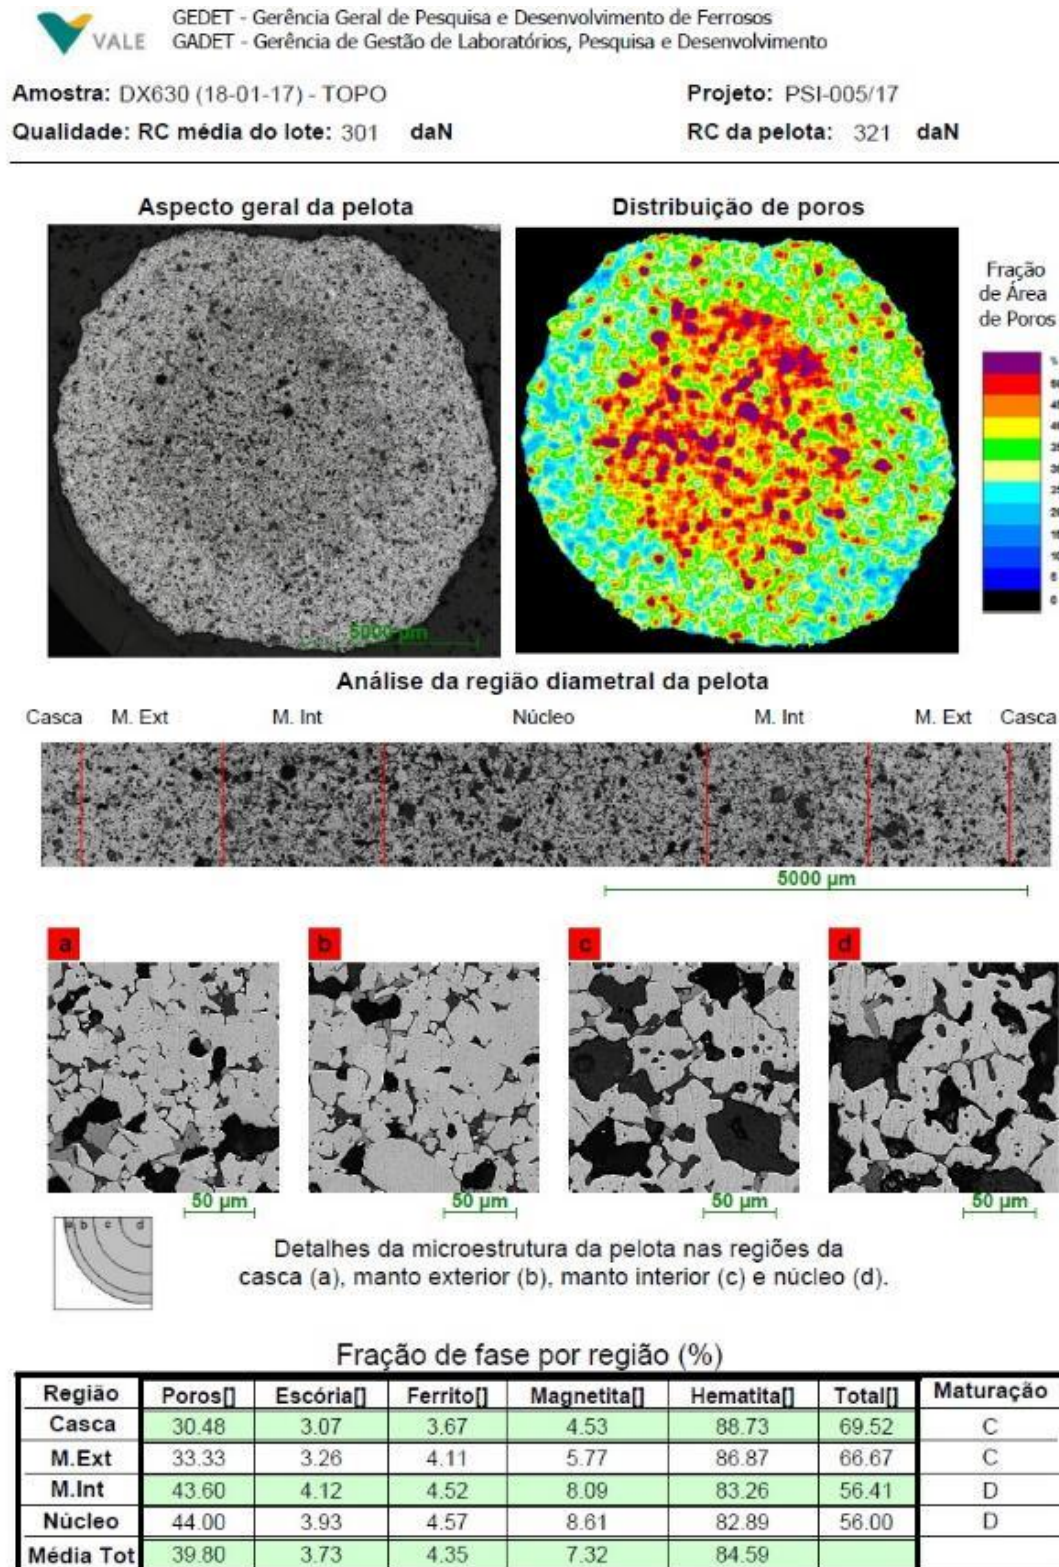 GEDET - Gerência Geral de Pesquisa e Desenvolvimento de Ferrosos
VALE GADET - Gerência de Gestão de Laboratórios, Pesquisa e Desenvolvimento
Amostra: DX630 (18-01-17) - TOPO Projeto: PSI-005/17
Qualidade: RC média do lote: 301 daN RC da pelota: 321 daN
Aspecto geral da pelota Distribuição de poros
Fração
de Área
de Poros
%
5000 µm
Análise da região diametral da pelota
Casca M. Ext M. Int Núcleo M. Int M. Ext Casca
5000 µm
a b c d
50 µm 50 µm 50 µm 50 µm
a b c d
Detalhes da microestrutura da pelota nas regiões da
casca (a), manto exterior (b), manto interior (c) e núcleo (d).
Fração de fase por região (%)
Região Poros[] Escória[] Ferrito[] Magnetita[] Hematita[] Total[] Maturação
Casca 30.48 3.07 3.67 4.53 88.73 69.52 C
M.Ext 33.33 3.26 4.11 5.77 86.87 66.67 C
M.Int 43.60 4.12 4.52 8.09 83.26 56.41 D
Núcleo 44.00 3.93 4.57 8.61 82.89 56.00 D
Média Tot 39.80 3.73 4.35 7.32 84.59